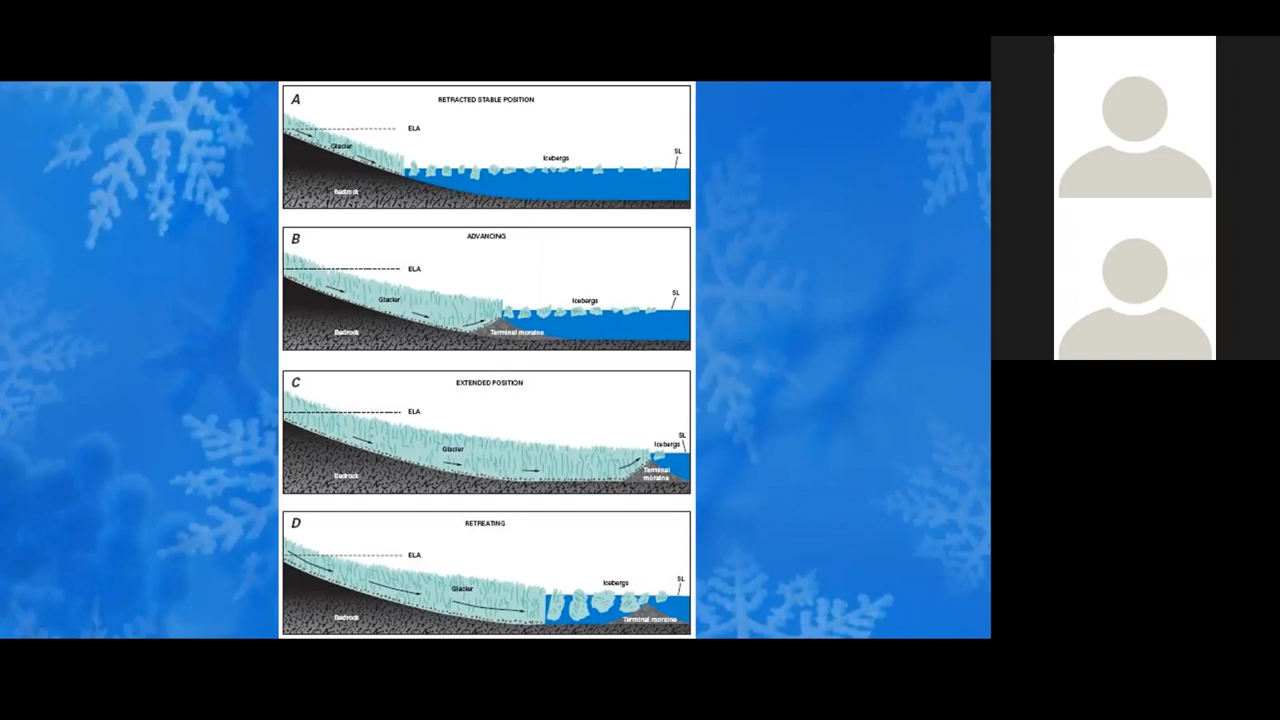 A
RETRACTED STABLE POSITION
ELA
Glacier
Icebergs
SL
Bedrock
B
ADVANCING
ELA
Glacier
Icebergs
SL
Bedrock
Terminal moraine
C
EXTENDED POSITION
ELA
Glacier
SL
Icebergs
Bedrock
Terminal
moraine
D
RETREATING
ELA
Glacier
Icebergs
SL
Bedrock
Terminal moraine